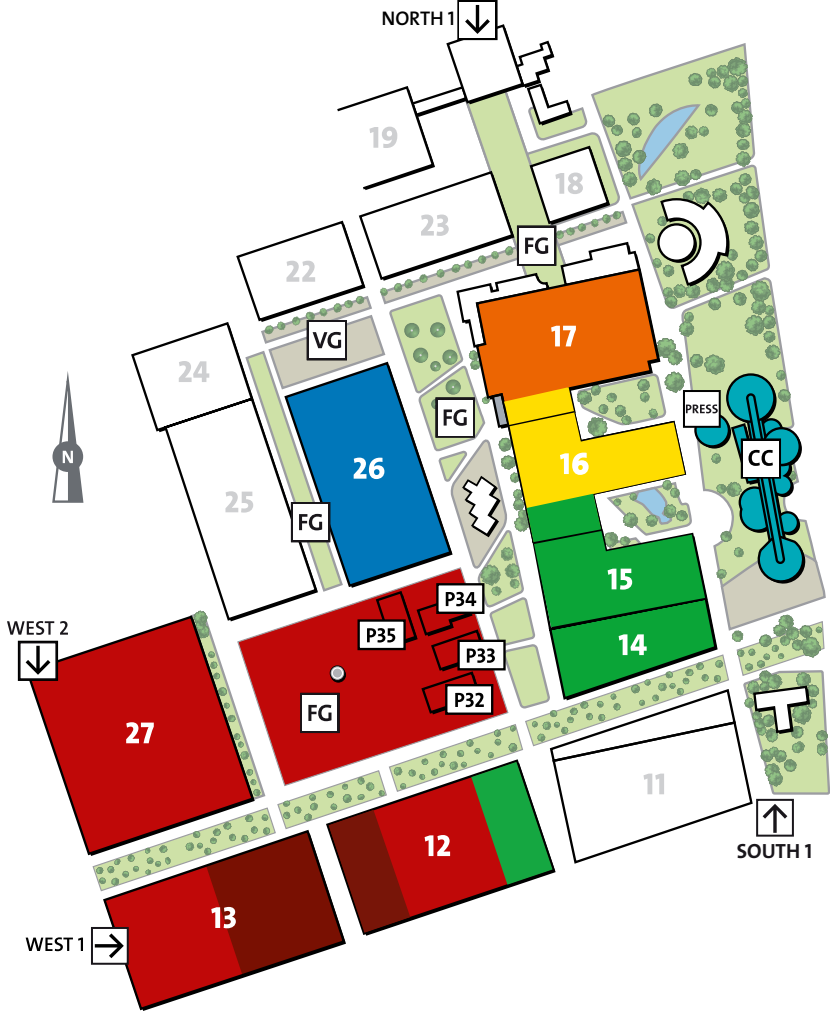 NORTH 1
19
18
23
FG
22
17
VG
24
PRESS
FG
CC
16
26
25
FG
15
P34
WEST 2
P35
14
P33
P32
FG
27
11
12
SOUTH 1
13
WEST 1
N